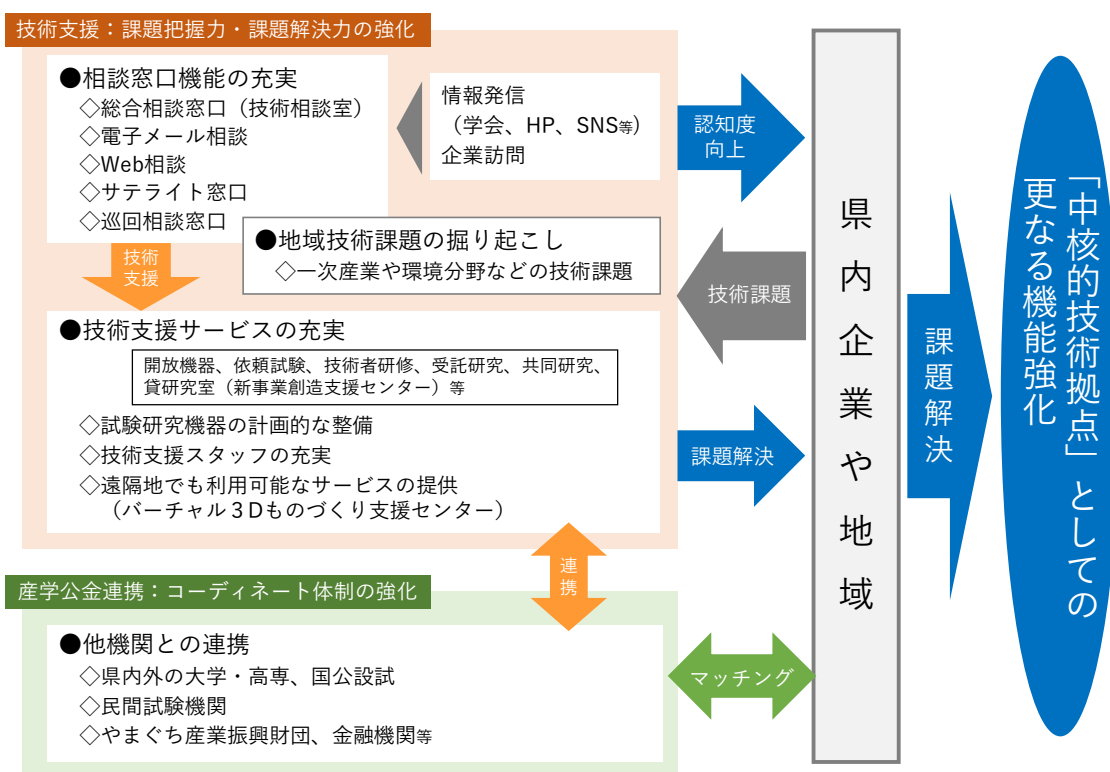 技術支援：課題把握力・課題解決力の強化
●相談窓口機能の充実
◇総合相談窓口（技術相談室）
◇電子メール相談
◇Web相談
◇サテライト窓口
◇巡回相談窓口
情報発信
（学会、HP、SNS等）
企業訪問
認知度
向上
●地域技術課題の掘り起こし
◇一次産業や環境分野などの技術課題
技術
支援
技術課題
●技術支援サービスの充実
開放機器、依頼試験、技術者研修、受託研究、共同研究、
貸研究室（新事業創造支援センター）等
◇試験研究機器の計画的な整備
◇技術支援スタッフの充実
◇遠隔地でも利用可能なサービスの提供
（バーチャル３Dものづくり支援センター）
課題解決
連携
産学公金連携：コーディネート体制の強化
●他機関との連携
◇県内外の大学・高専、国公設試
◇民間試験機関
◇やまぐち産業振興財団、金融機関等
マッチング
県内企業や地域
課題解決
「中核的技術拠点」としての
更なる機能強化